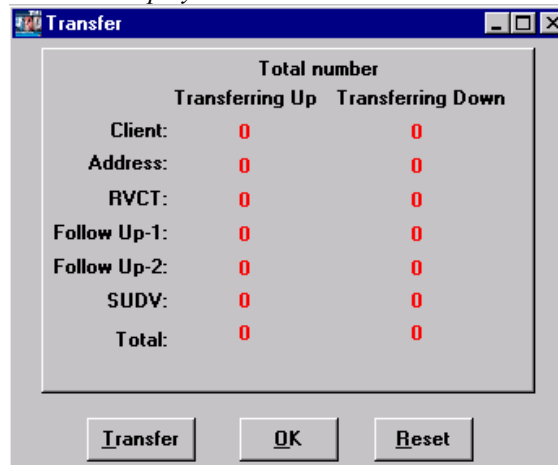 Transfer
Total number
Transferring Up Transferring Down
Client: 0 0
Address: 0 0
RVCT: 0 0
Follow Up-1: 0 0
Follow Up-2: 0 0
SUDV: 0 0
Total: 0 0
Transfer OK Reset